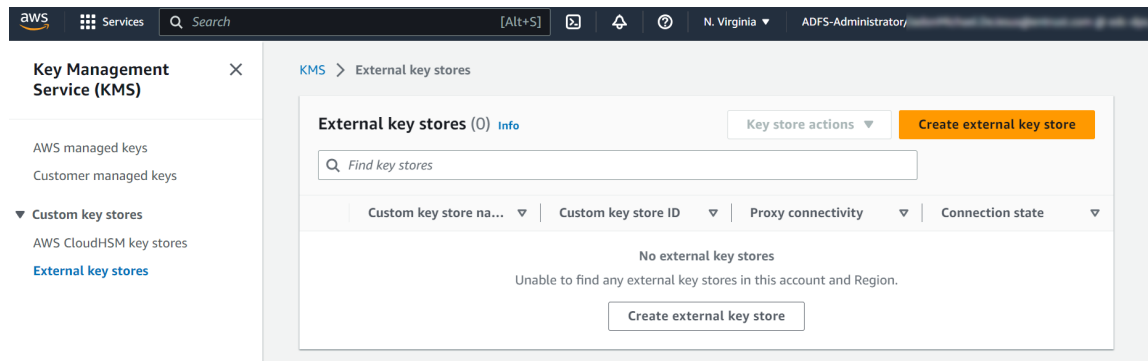 aws
Services
Search
[Alt+S]
N. Virginia
ADFS-Administrator/
Key Management
Service (KMS)
AWS managed keys
Customer managed keys
Custom key stores
AWS CloudHSM key stores
External key stores
KMS > External key stores
External key stores (0) Info
Key store actions
Create external key store
Find key stores
Custom key store na...
Custom key store ID
Proxy connectivity
Connection state
No external key stores
Unable to find any external key stores in this account and Region.
Create external key store